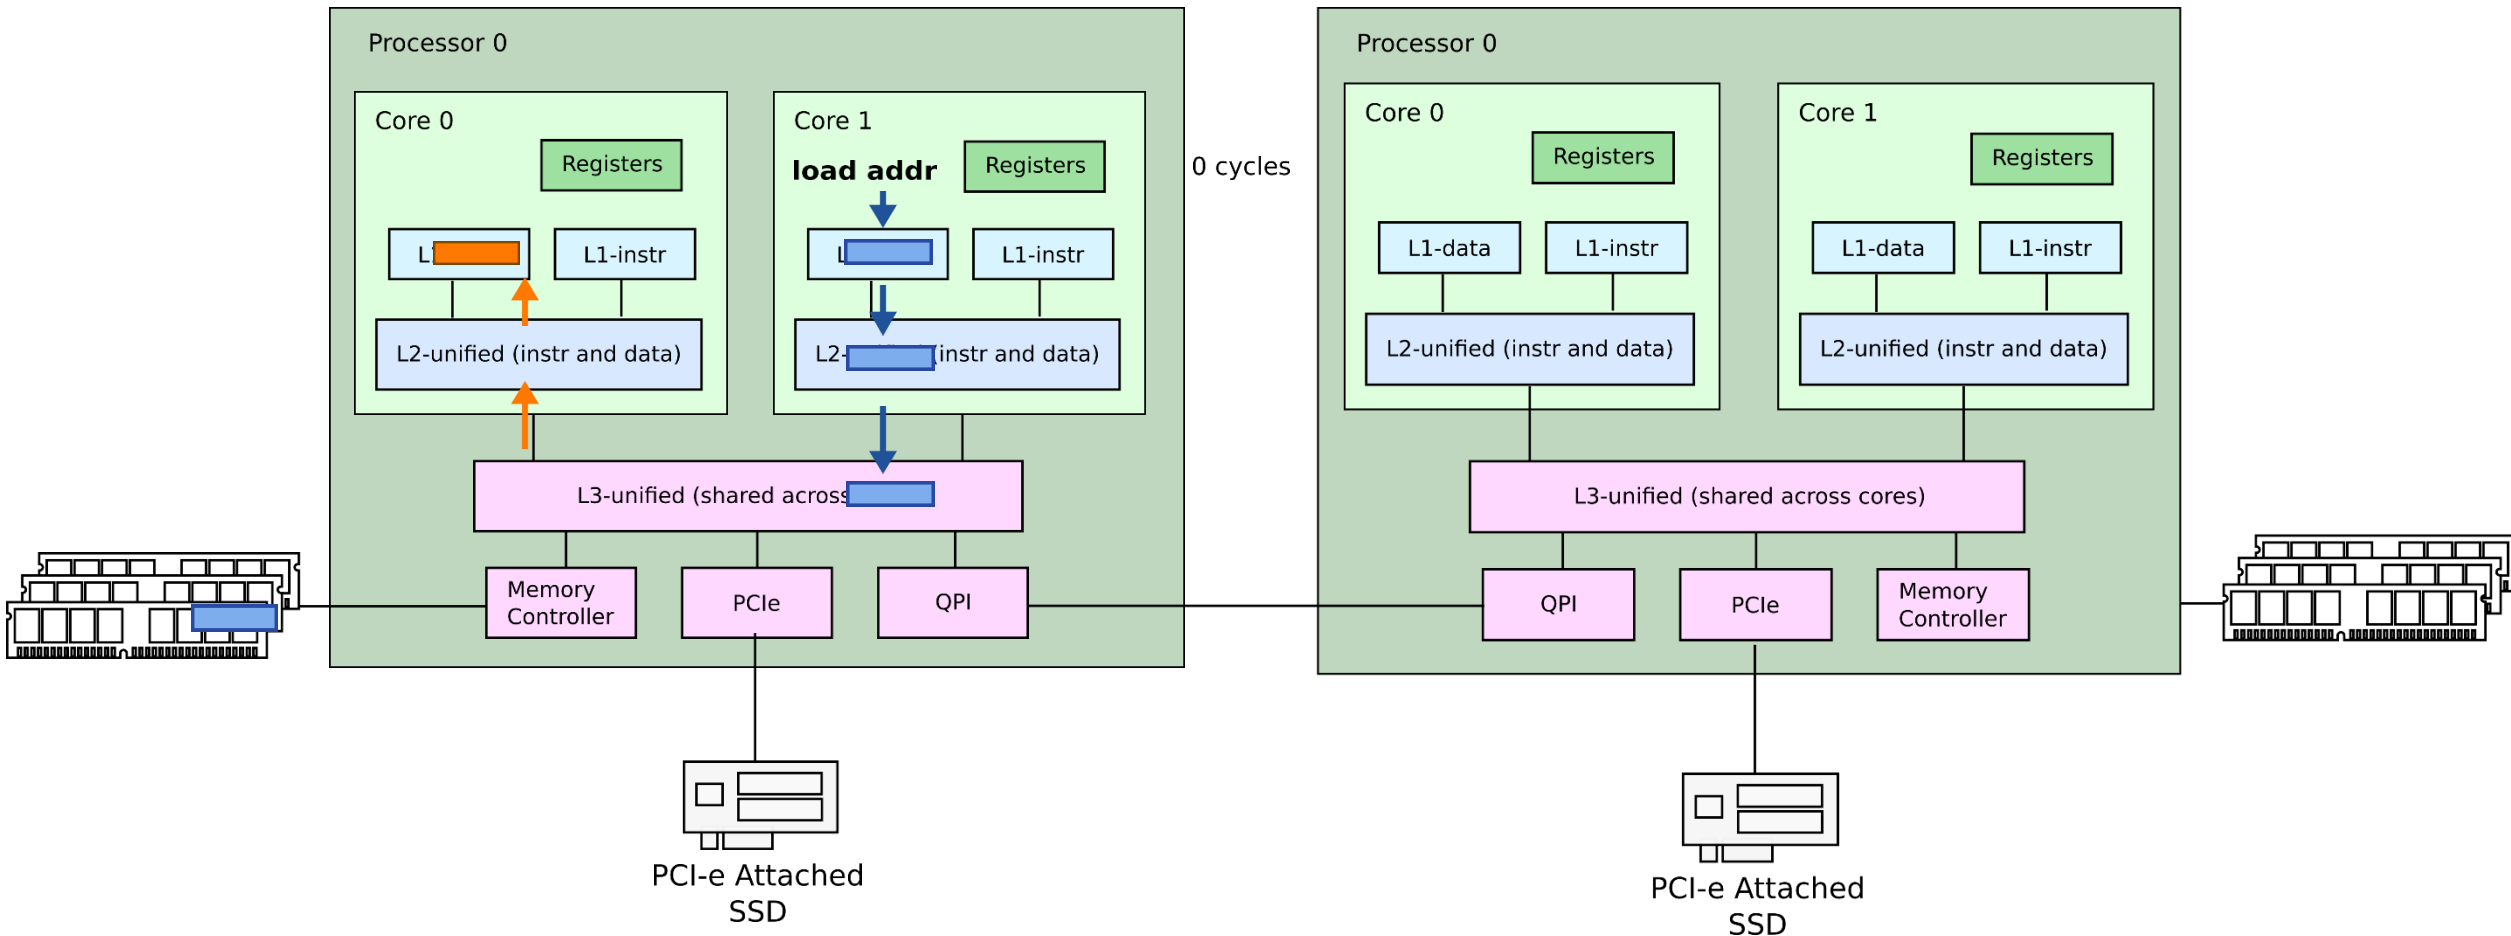 Processor 0
Core 0
Registers
L1-instr
L2-unified (instr and data)
Core 1
load addr
Registers
L1-instr
L2- (instr and data)
L3-unified (shared across
Memory
Controller
PCIe
QPI
PCI-e Attached
SSD
0 cycles
Processor 0
Core 0
Registers
L1-data
L1-instr
L2-unified (instr and data)
Core 1
Registers
L1-data
L1-instr
L2-unified (instr and data)
L3-unified (shared across cores)
QPI
PCIe
Memory
Controller
PCI-e Attached
SSD